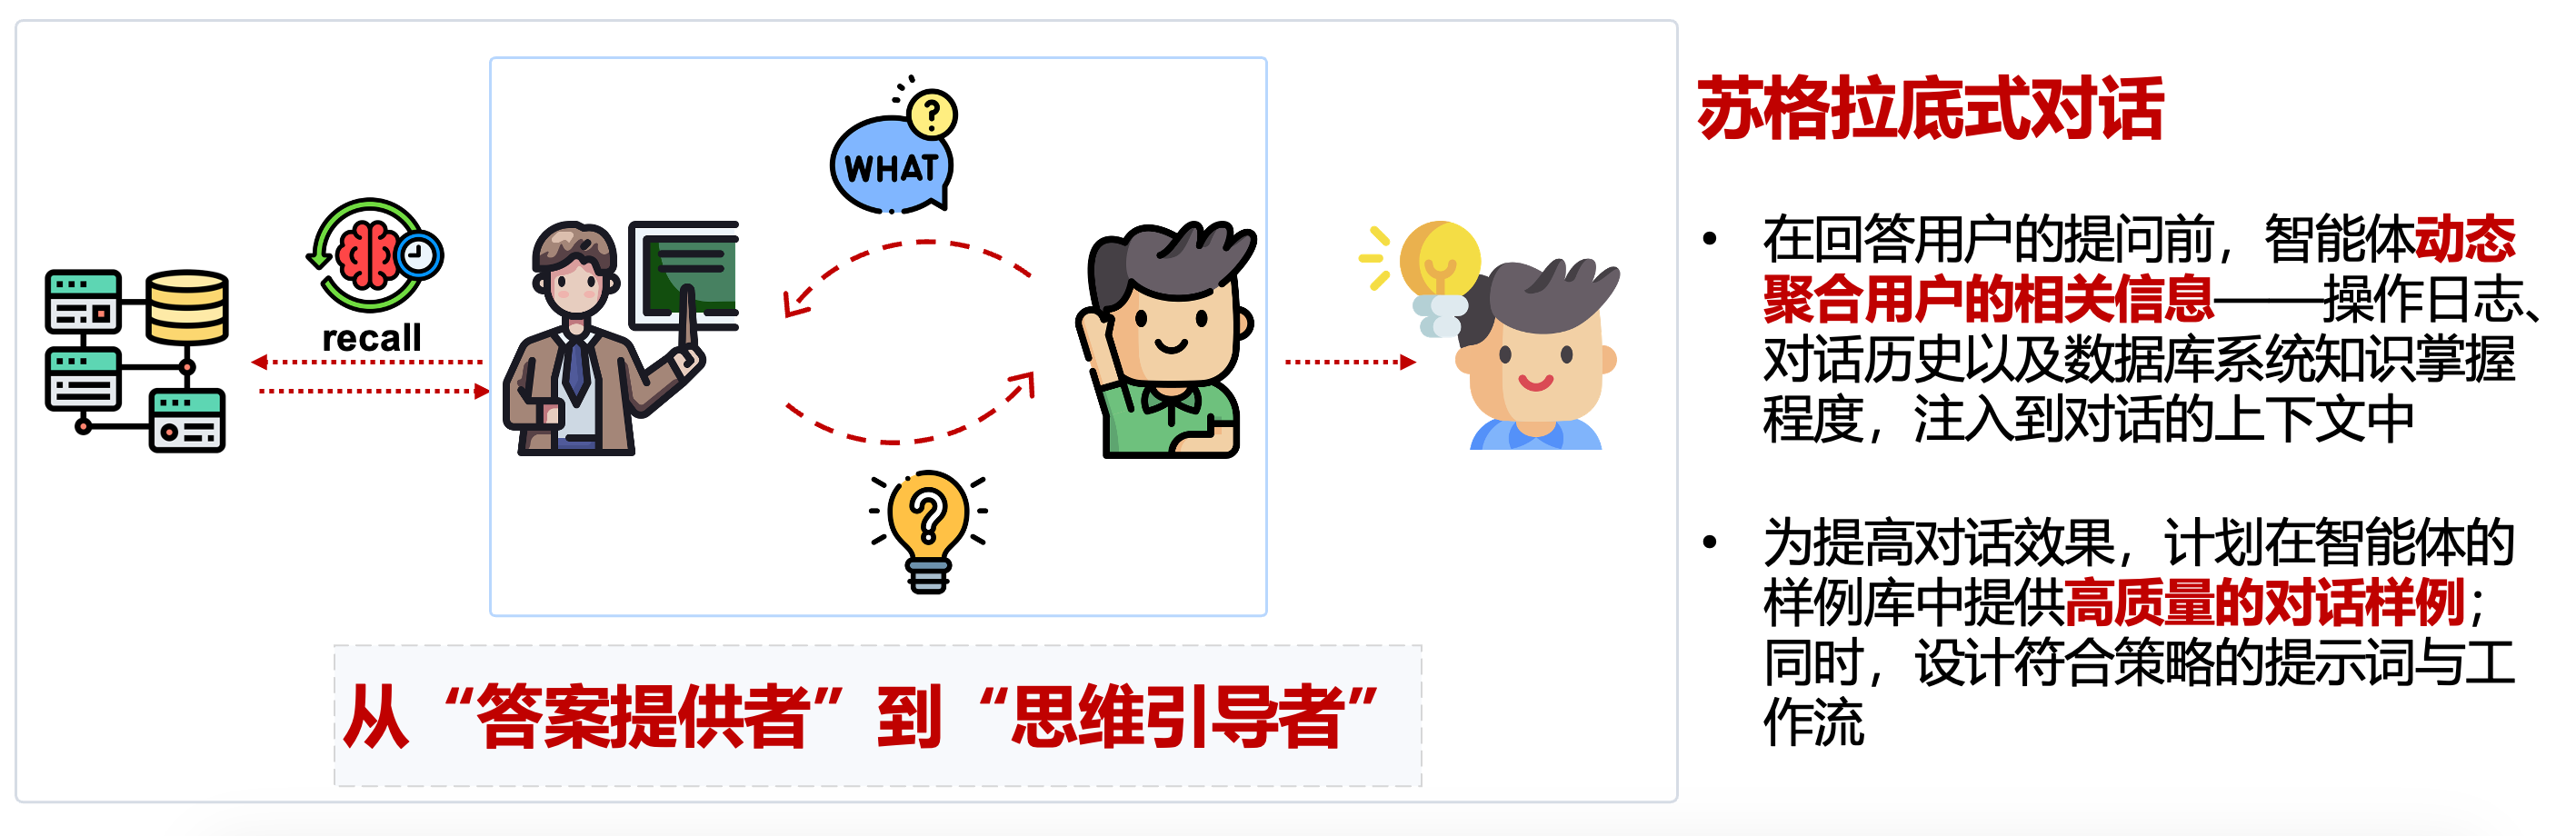 WHAT
recall
从“答案提供者”到“思维引导者”
苏格拉底式对话
• 在回答用户的提问前，智能体动态
聚合用户的相关信息——操作日志、
对话历史以及数据库系统知识掌握
程度，注入到对话的上下文中
• 为提高对话效果，计划在智能体的
样例库中提供高质量的对话样例；
同时，设计符合策略的提示词与工
作流